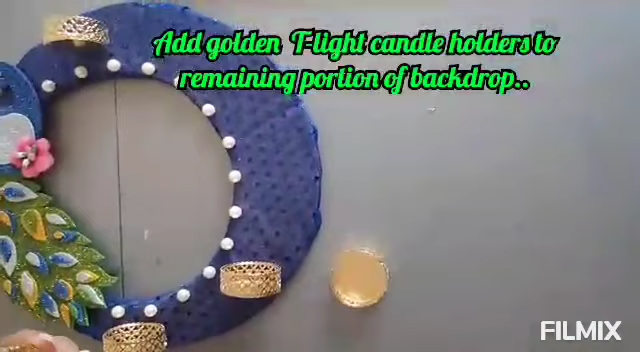 Add golden T-light candle holders to
remaining portion of backdrop..
FILMIX